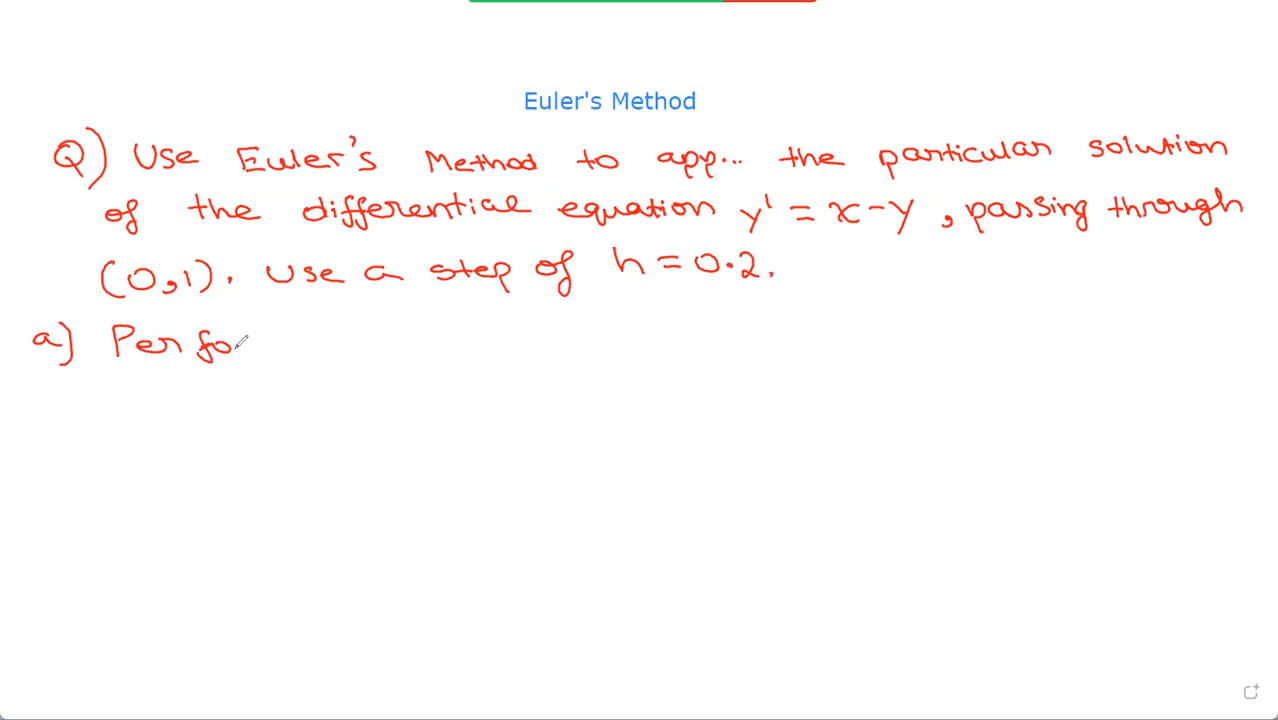 Euler's Method
Q) Use Euler's Method to app... the particular solution
of the differential equation y' = x-y, passing through
(0,1). Use a step of h = 0.2.
a) Perfo